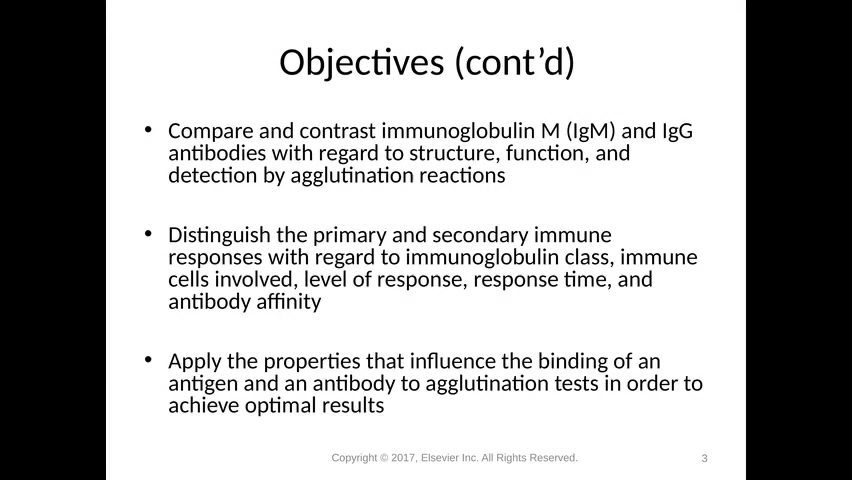 Objectives (cont’d)
• Compare and contrast immunoglobulin M (IgM) and IgG
antibodies with regard to structure, function, and
detection by agglutination reactions
• Distinguish the primary and secondary immune
responses with regard to immunoglobulin class, immune
cells involved, level of response, response time, and
antibody affinity
• Apply the properties that influence the binding of an
antigen and an antibody to agglutination tests in order to
achieve optimal results
Copyright © 2017, Elsevier Inc. All Rights Reserved.
3